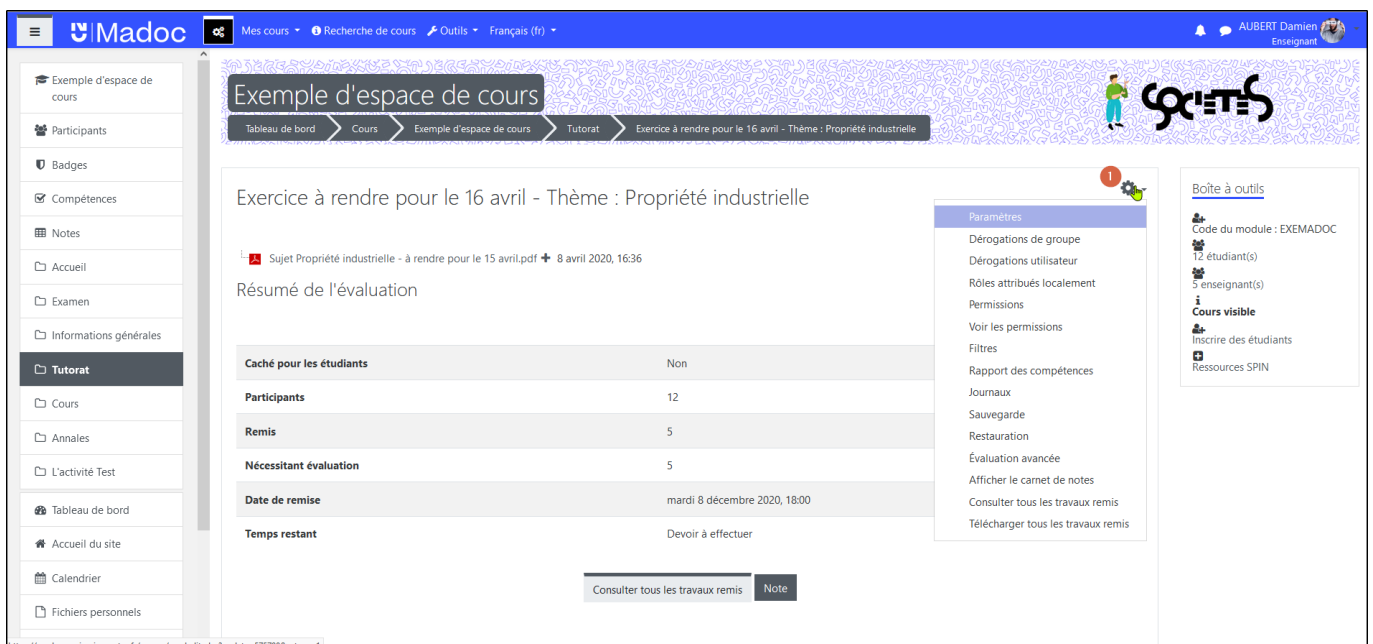 Madoc
Mes cours
Recherche de cours
Outils
Français (fr)
AUBERT Damien
Enseignant
Exemple d'espace de
cours
Participants
Badges
Compétences
Notes
Accueil
Examen
Informations générales
Tutorat
Cours
Annales
L'activité Test
Tableau de bord
Accueil du site
Calendrier
Fichiers personnels
Exemple d'espace de cours
Tableau de bord
Cours
Exemple d'espace de cours
Tutorat
Exercice à rendre pour le 16 avril - Thème : Propriété industrielle
SOCIETES
Exercice à rendre pour le 16 avril - Thème : Propriété industrielle
1
Sujet Propriété industrielle - à rendre pour le 15 avril.pdf 8 avril 2020, 16:36
Résumé de l'évaluation
Caché pour les étudiants Non
Participants 12
Remis 5
Nécessitant évaluation 5
Date de remise mardi 8 décembre 2020, 18:00
Temps restant Devoir à effectuer
Consulter tous les travaux remis
Note
Paramètres
Dérogations de groupe
Dérogations utilisateur
Rôles attribués localement
Permissions
Voir les permissions
Filtres
Rapport des compétences
Journaux
Sauvegarde
Restauration
Évaluation avancée
Afficher le carnet de notes
Consulter tous les travaux remis
Télécharger tous les travaux remis
Boîte à outils
Code du module : EXEMADOC
12 étudiant(s)
5 enseignant(s)
Cours visible
Inscrire des étudiants
Ressources SPIN